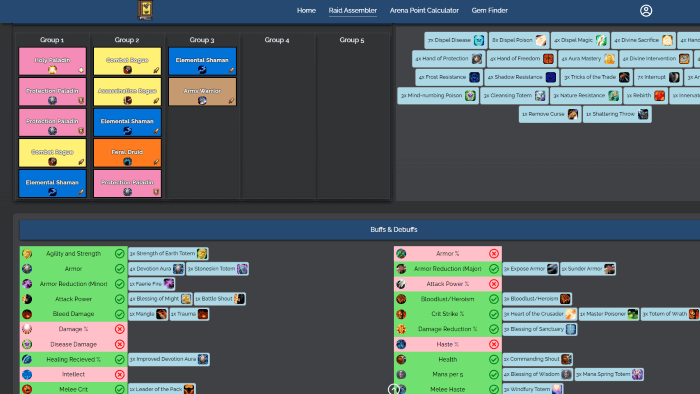 Home Raid Assembler Arena Point Calculator Gem Finder
Group 1 Group 2 Group 3 Group 4 Group 5
Holy Paladin Combat Rogue Elemental Shaman
Protection Paladin Assassination Rogue Arms Warrior
Protection Paladin Elemental Shaman
Combat Rogue Feral Druid
Elemental Shaman Protection Paladin
7x Dispel Disease 8x Dispel Poison 4x Dispel Magic 4x Divine Sacrifice 4x Hand
4x Hand of Protection 4x Hand of Freedom 4x Aura Mastery 4x Divine Intervention
4x Frost Resistance 4x Shadow Resistance 3x Tricks of the Trade 7x Interrupt
3x Mind-numbing Poison 3x Cleansing Totem 3x Nature Resistance 1x Rebirth
1x Remove Curse 1x Shattering Throw
Buffs & Debuffs
Agility and Strength 3x Strength of Earth Totem
Armor 4x Devotion Aura 3x Stoneskin Totem
Armor Reduction (Minor) 1x Faerie Fire
Attack Power 4x Blessing of Might 1x Battle Shout
Bleed Damage 1x Mangle 1x Trauma
Damage %
Disease Damage
Healing Recieved % 3x Improved Devotion Aura
Intellect
Melee Crit 1x Leader of the Pack
Armor %
Armor Reduction (Major) 3x Expose Armor 1x Sunder Armor
Attack Power %
Bloodlust/Heroism 3x Bloodlust/Heroism
Crit Strike % 3x Heart of the Crusader 1x Master Poisoner 3x Totem of Wrath
Damage Reduction % 3x Blessing of Sanctuary
Haste %
Health 1x Commanding Shout
Mana per 5 4x Blessing of Wisdom 3x Mana Spring Totem
Melee Haste 3x Windfury Totem